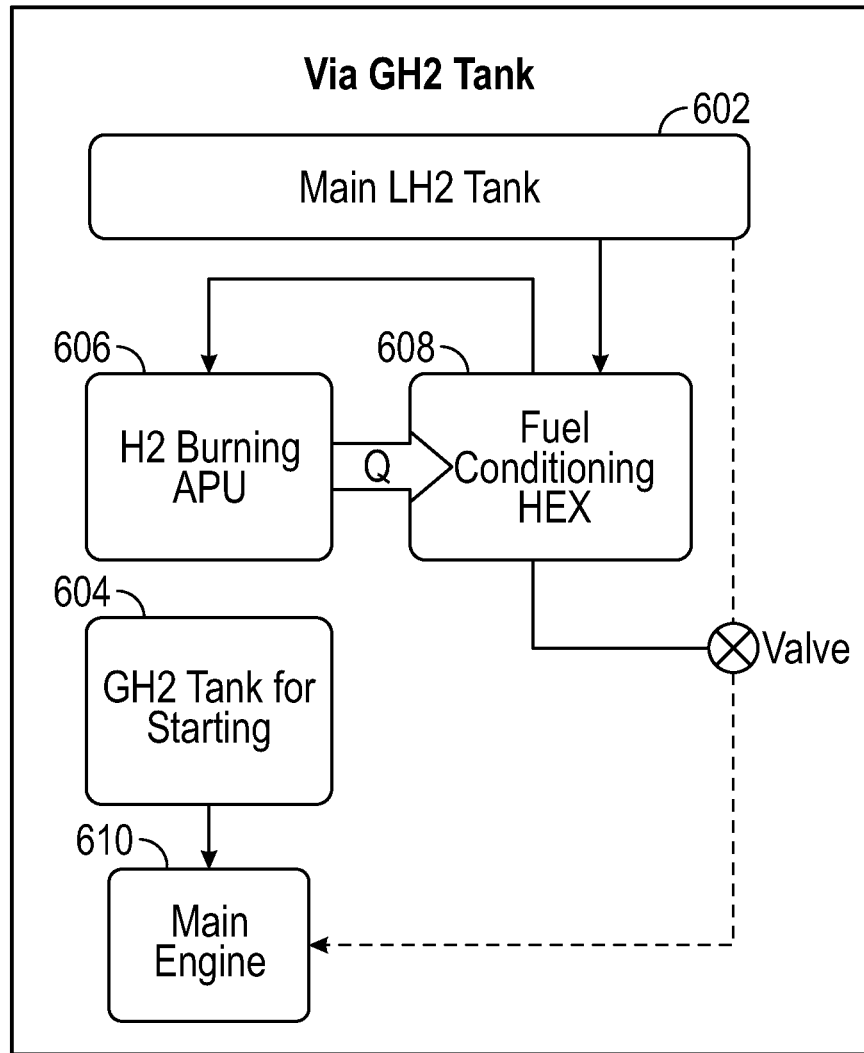 Via GH2 Tank
602
Main LH2 Tank
606
608
H2 Burning
APU
Q
Fuel
Conditioning
HEX
604
Valve
GH2 Tank for
Starting
610
Main
Engine